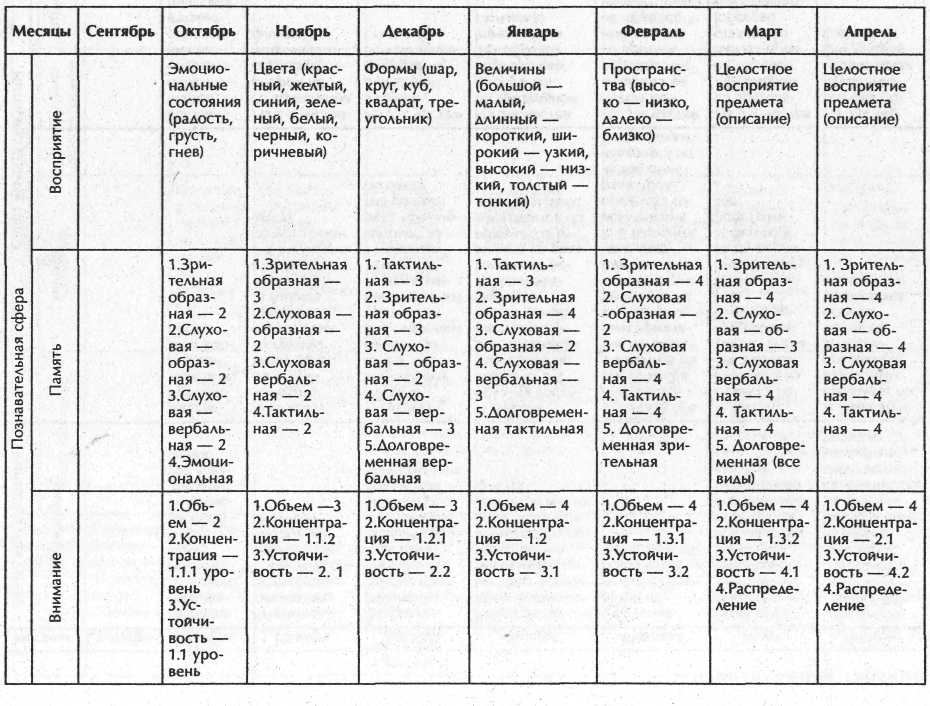 Месяцы Сентябрь Октябрь Ноябрь Декабрь Январь Февраль Март Апрель
Познавательная сфера
Восприятие
Эмоцио-
нальные
состояния
(радость,
грусть,
гнев)
Цвета (крас-
ный, желтый,
синий, зеле-
ный, белый,
черный, ко-
ричневый)
Формы (шар,
круг, куб,
квадрат, тре-
угольник)
Величины
(большой —
малый,
длинный —
короткий, ши-
рокий — узкий,
высокий — низ-
кий, толстый —
тонкий)
Пространс-
тва (высо-
ко — низко,
далеко —
близко)
Целостное
восприятие
предмета
(описание)
Целостное
восприятие
предмета
(описание)
Память
1.Зри-
тельная
образ-
ная — 2
2.Слухо-
вая —
образ-
ная — 2
3.Слухо-
вая —
вербаль-
ная — 2
4.Эмоци-
ональная
1.Зрительная
образная —
3
2.Слуховая —
образная —
2
3.Слуховая
вербаль-
ная — 2
4.Тактиль-
ная — 2
1. Тактиль-
ная — 3
2. Зритель-
ная образ-
ная — 4
3. Слухо-
вая — образ-
ная — 2
4. Слухо-
вая — вер-
бальная — 3
5.Долговре-
менная вер-
бальная
1. Тактиль-
ная — 3
2. Зрительная
образная — 4
3. Слуховая —
образная — 2
4. Слуховая —
вербальная —
3
5.Долговремен-
ная тактильная
1. Зрительная
образная — 4
2. Слуховая
-образная —
2
3. Слуховая
вербаль-
ная — 4
4. Тактиль-
ная — 4
5. Долговре-
менная зри-
тельная
1. Зритель-
ная образ-
ная — 4
2. Слухо-
вая — об-
разная — 3
3. Слуховая
вербаль-
ная — 4
4. Тактиль-
ная — 4
5. Долговре-
менная (все
виды)
1. Зритель-
ная образ-
ная — 4
2. Слухо-
вая — об-
разная — 4
3. Слуховая
вербаль-
ная — 4
4. Тактиль-
ная — 4
Внимание
1.Объ-
ем — 2
2.Концен-
трация —
1.1.1 уро-
вень
3.Ус-
тойчи-
вость —
1.1 уро-
вень
1.Объем —3
2.Концентра-
ция — 1.1.2
3.Устойчи-
вость — 2. 1
1.Объем — 3
2.Концентра-
ция — 1.2.1
3.Устойчи-
вость — 2.2
1.Объем — 4
2.Концентра-
ция — 1.2
3.Устойчи-
вость — 3.1
1.Объем — 4
2.Концентра-
ция — 1.3.1
3.Устойчи-
вость — 3.2
1.Объем — 4
2.Концентра-
ция — 1.3.2
3.Устойчи-
вость — 4.1
4.Распреде-
ление
1.Объем — 4
2.Концентра-
ция — 2.1
3.Устойчи-
вость — 4.2
4.Распреде-
ление